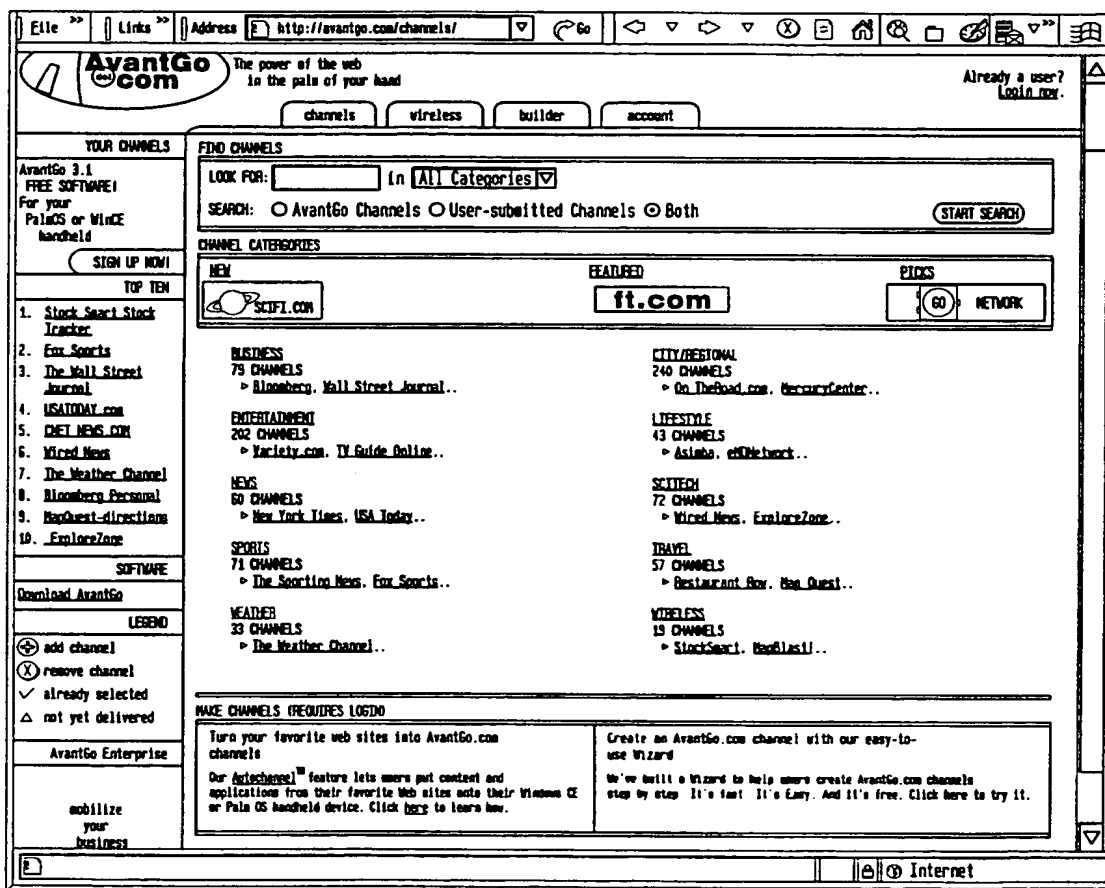 Eile >> Links >> Address http://avantgo.com/channels/ Go
AvantGo
.com
The power of the web
in the palm of your hand
Already a user?
Login now.
channels wireless builder account
YOUR CHANNELS
AvantGo 3.1
FREE SOFTWARE!
For your
PalmOS or WinCE
handheld
SIGN UP NOW!
TOP TEN
1. Stock Smart Stock
Tracker
2. Fox Sports
3. The Wall Street
Journal
4. USATODAY.com
5. CNET NEWS.COM
6. Wired News
7. The Weather Channel
8. Bloomberg Personal
9. MapQuest-directions
10. ExploreZone
SOFTWARE
Download AvantGo
LEGEND
add channel
remove channel
already selected
not yet delivered
AvantGo Enterprise
mobilize
your
business
FIND CHANNELS
LOOK FOR: in All Categories
SEARCH: AvantGo Channels User-submitted Channels Both START SEARCH
CHANNEL CATERGORIES
NEW FEATURED PICKS
SCIFI.COM ft.com GO NETWORK
BUSINESS
79 CHANNELS
Bloomberg, Wall Street Journal..
CITY/REGIONAL
240 CHANNELS
On TheRoad.com, MercuryCenter..
ENTERTAINMENT
202 CHANNELS
Variety.com, TV Guide Online..
LIFESTYLE
43 CHANNELS
Asimba, eMDNetwork..
NEWS
60 CHANNELS
New York Times, USA Today..
SCITECH
72 CHANNELS
Wired News, ExploreZone..
SPORTS
71 CHANNELS
The Sporting News, Fox Sports..
TRAVEL
57 CHANNELS
Restaurant Row, Map Quest..
WEATHER
33 CHANNELS
The Weather Channel..
WIRELESS
19 CHANNELS
StockSmart, MapBlast!..
MAKE CHANNELS (REQUIRES LOGIN)
Turn your favorite web sites into AvantGo.com
channels
Our Autochannel™ feature lets users put content and
applications from their favorite Web sites onto their Windows CE
or Palm OS handheld device. Click here to learn how.
Create an AvantGo.com channel with our easy-to-
use Wizard
We've built a Wizard to help users create AvantGo.com channels
step by step It's fast It's Easy. And it's free. Click here to try it.
Internet